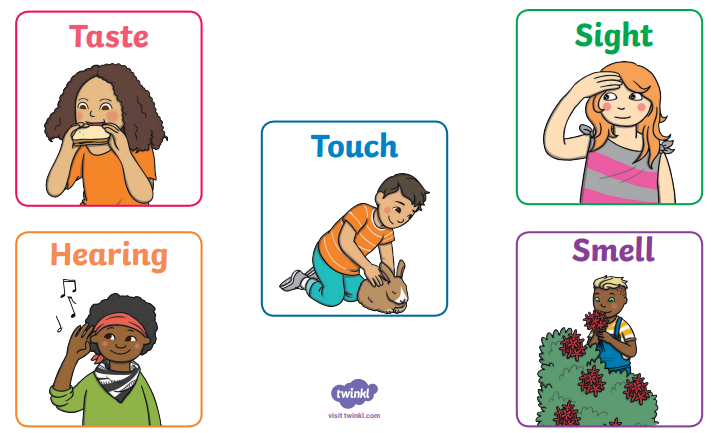 Taste
Sight
Touch
Hearing
Smell
twinkl
visit twinkl.com